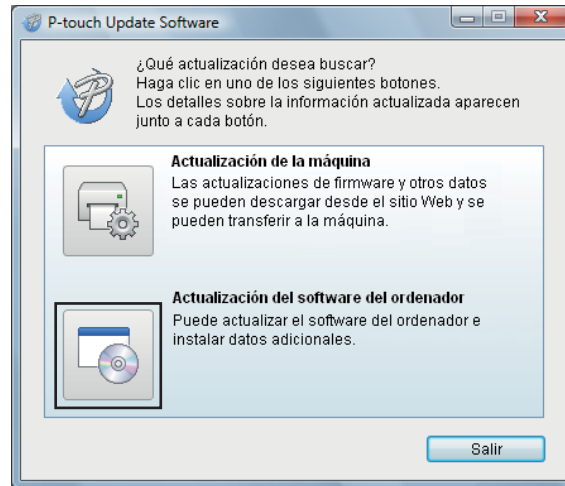 P-touch Update Software
¿Qué actualización desea buscar?
Haga clic en uno de los siguientes botones.
Los detalles sobre la información actualizada aparecen
junto a cada botón.
Actualización de la máquina
Las actualizaciones de firmware y otros datos
se pueden descargar desde el sitio Web y se
pueden transferir a la máquina.
Actualización del software del ordenador
Puede actualizar el software del ordenador e
instalar datos adicionales.
Salir